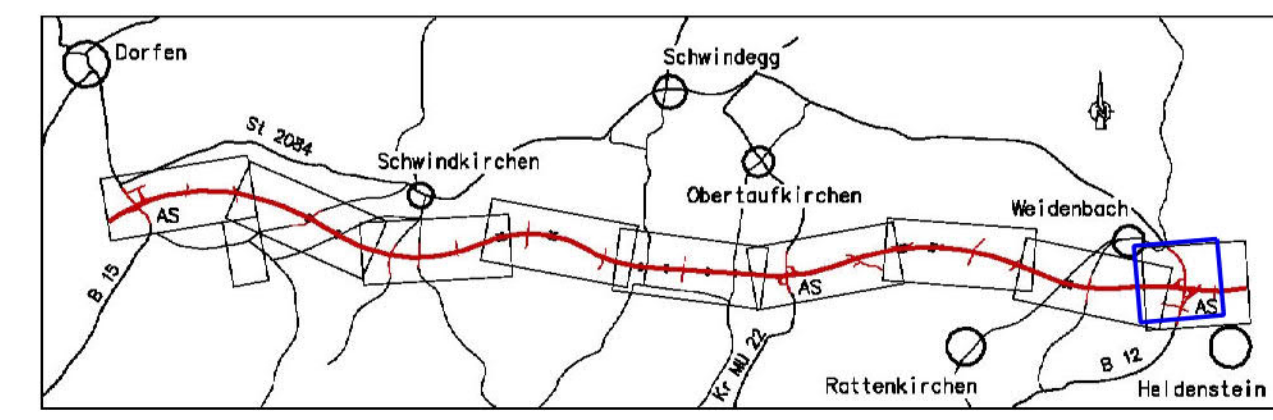 Dorfen
Schwindegg
St 2084
Schwindkirchen
Obertaufkirchen
Weidenbach
AS
B 15
AS
AS
Kr MÜ 22
B 12
Rattenkirchen
Heldenstein